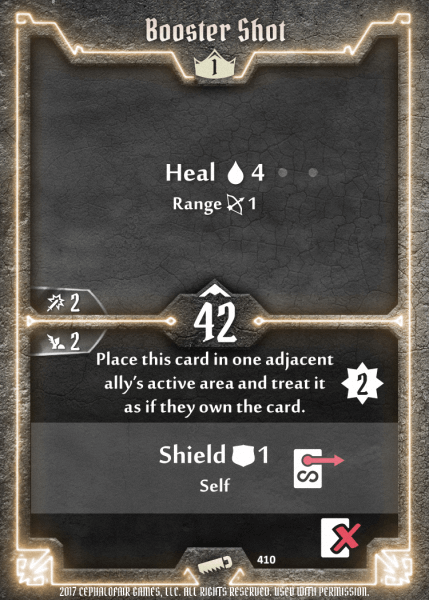 Booster Shot
1
Heal 4
Range 1
2
42
2
Place this card in one adjacent
ally's active area and treat it
as if they own the card.
2
Shield 1
Self
S
410
2017 Cephalofair Games, LLC. All rights reserved. Used with permission.